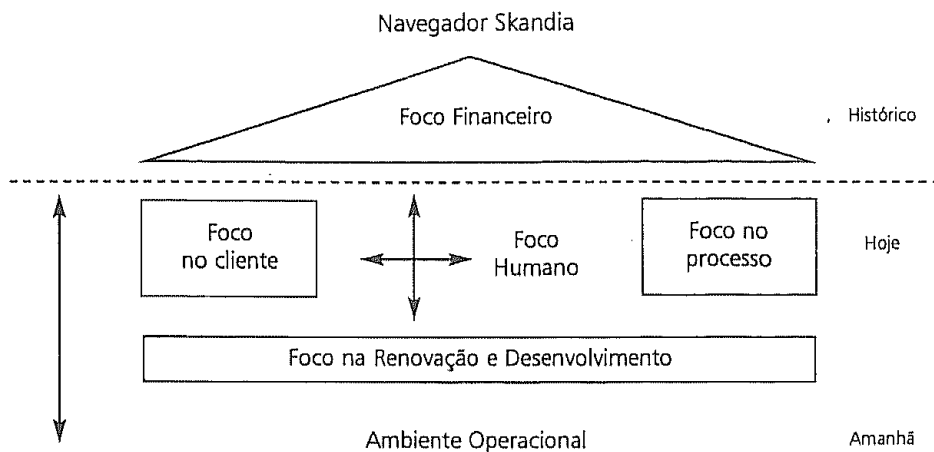 Navegador Skandia
Foco Financeiro
Histórico
Foco
no cliente
Foco
Humano
Foco no
processo
Hoje
Foco na Renovação e Desenvolvimento
Ambiente Operacional
Amanhã